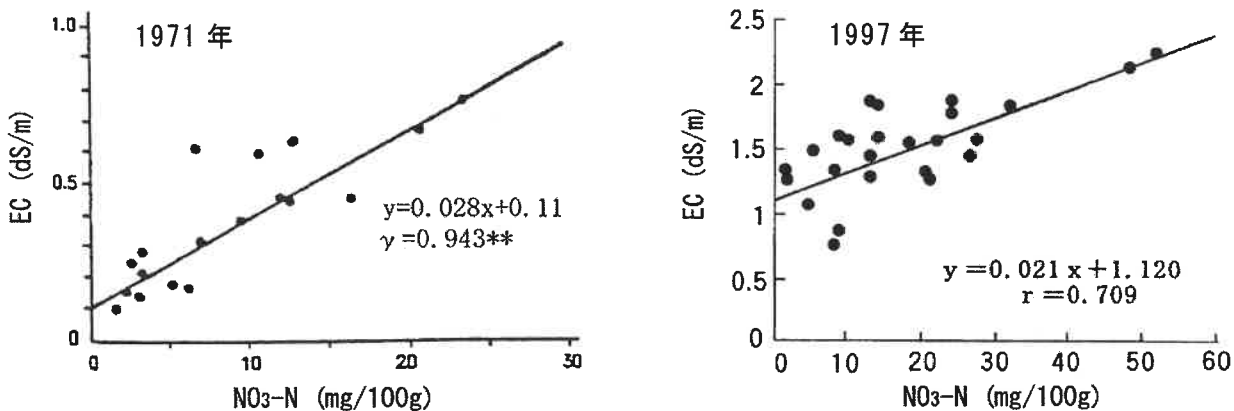 1971 年
EC (dS/m)
1.0
0.5
0
0
10
20
30
y=0.028x+0.11
γ=0.943**
NO₃-N (mg/100g)
1997 年
EC (dS/m)
2.5
2
1.5
1
0.5
0
0
10
20
30
40
50
60
y=0.021x+1.120
r=0.709
NO₃-N (mg/100g)